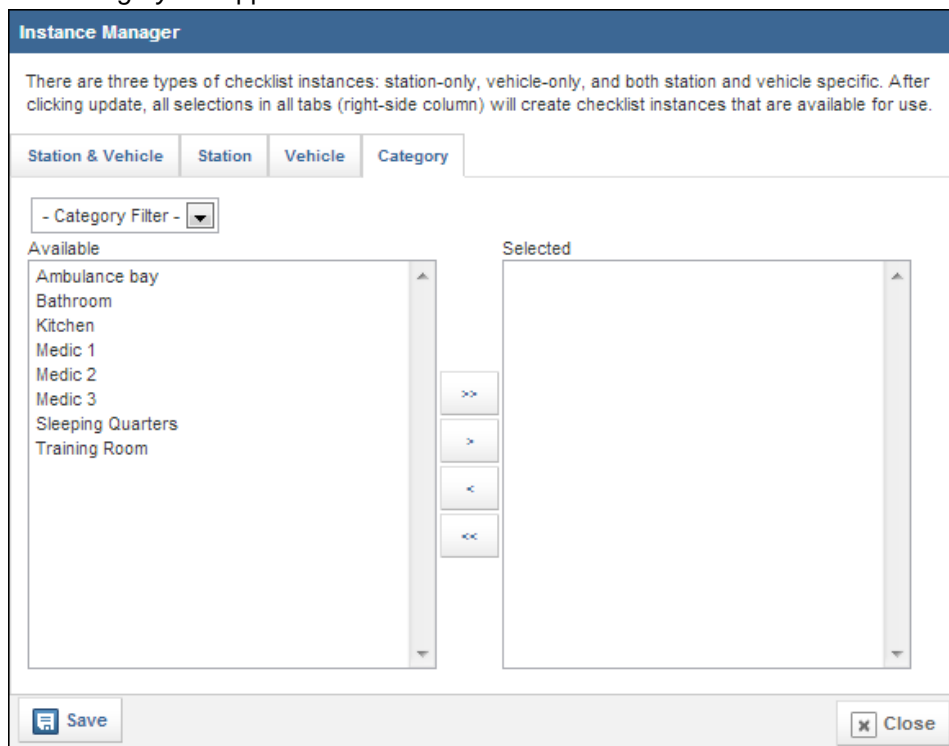 Instance Manager
There are three types of checklist instances: station-only, vehicle-only, and both station and vehicle specific. After
clicking update, all selections in all tabs (right-side column) will create checklist instances that are available for use.
Station & Vehicle Station Vehicle Category
- Category Filter -
Available Selected
Ambulance bay
Bathroom
Kitchen
Medic 1
Medic 2
Medic 3
Sleeping Quarters
Training Room
>>
>
<
<<
Save Close